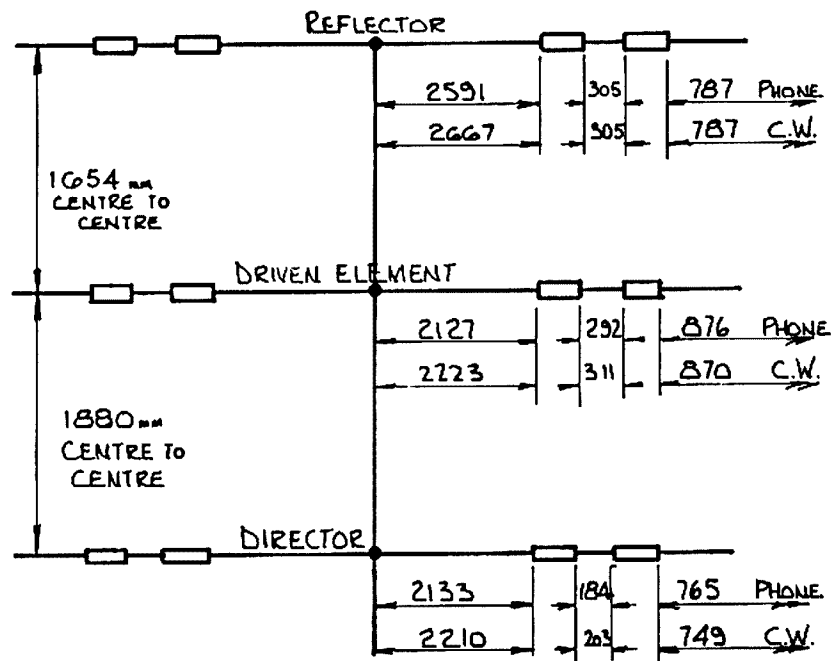 REFLECTOR
2591 305 787 PHONE
2667 305 787 C.W.
1654 mm
CENTRE TO
CENTRE
DRIVEN ELEMENT
2127 292 876 PHONE
2223 311 870 C.W.
1880 mm
CENTRE TO
CENTRE
DIRECTOR
2133 184 765 PHONE
2210 203 749 C.W.